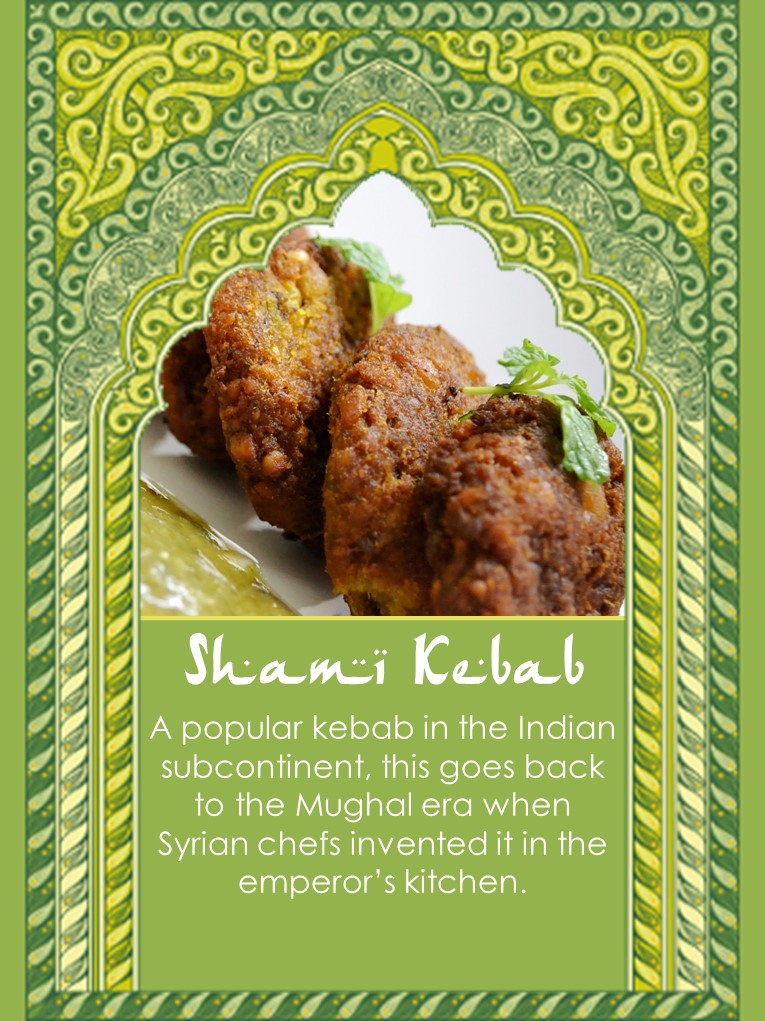 Shami Kebab
A popular kebab in the Indian
subcontinent, this goes back
to the Mughal era when
Syrian chefs invented it in the
emperor’s kitchen.